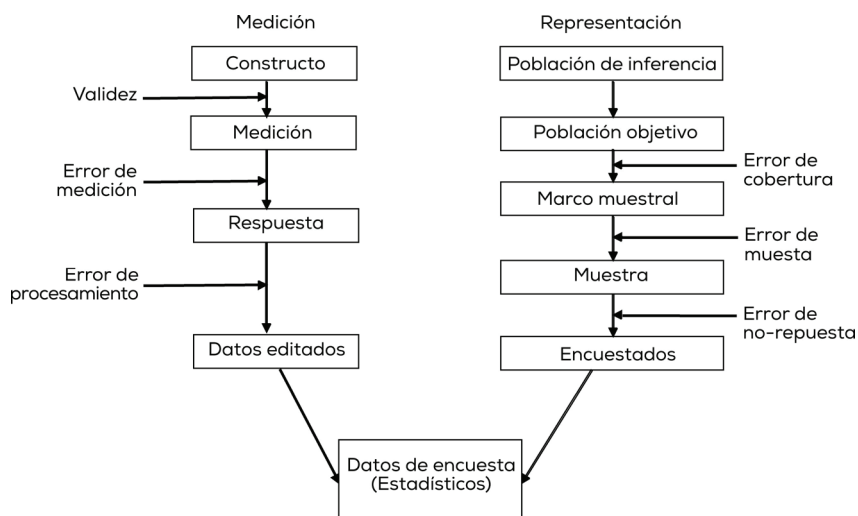 Medición
Constructo
Validez
Medición
Error de
medición
Respuesta
Error de
procesamiento
Datos editados
Representación
Población de inferencia
Población objetivo
Error de
cobertura
Marco muestral
Error de
muesta
Muestra
Error de
no-repuesta
Encuestados
Datos de encuesta
(Estadísticos)